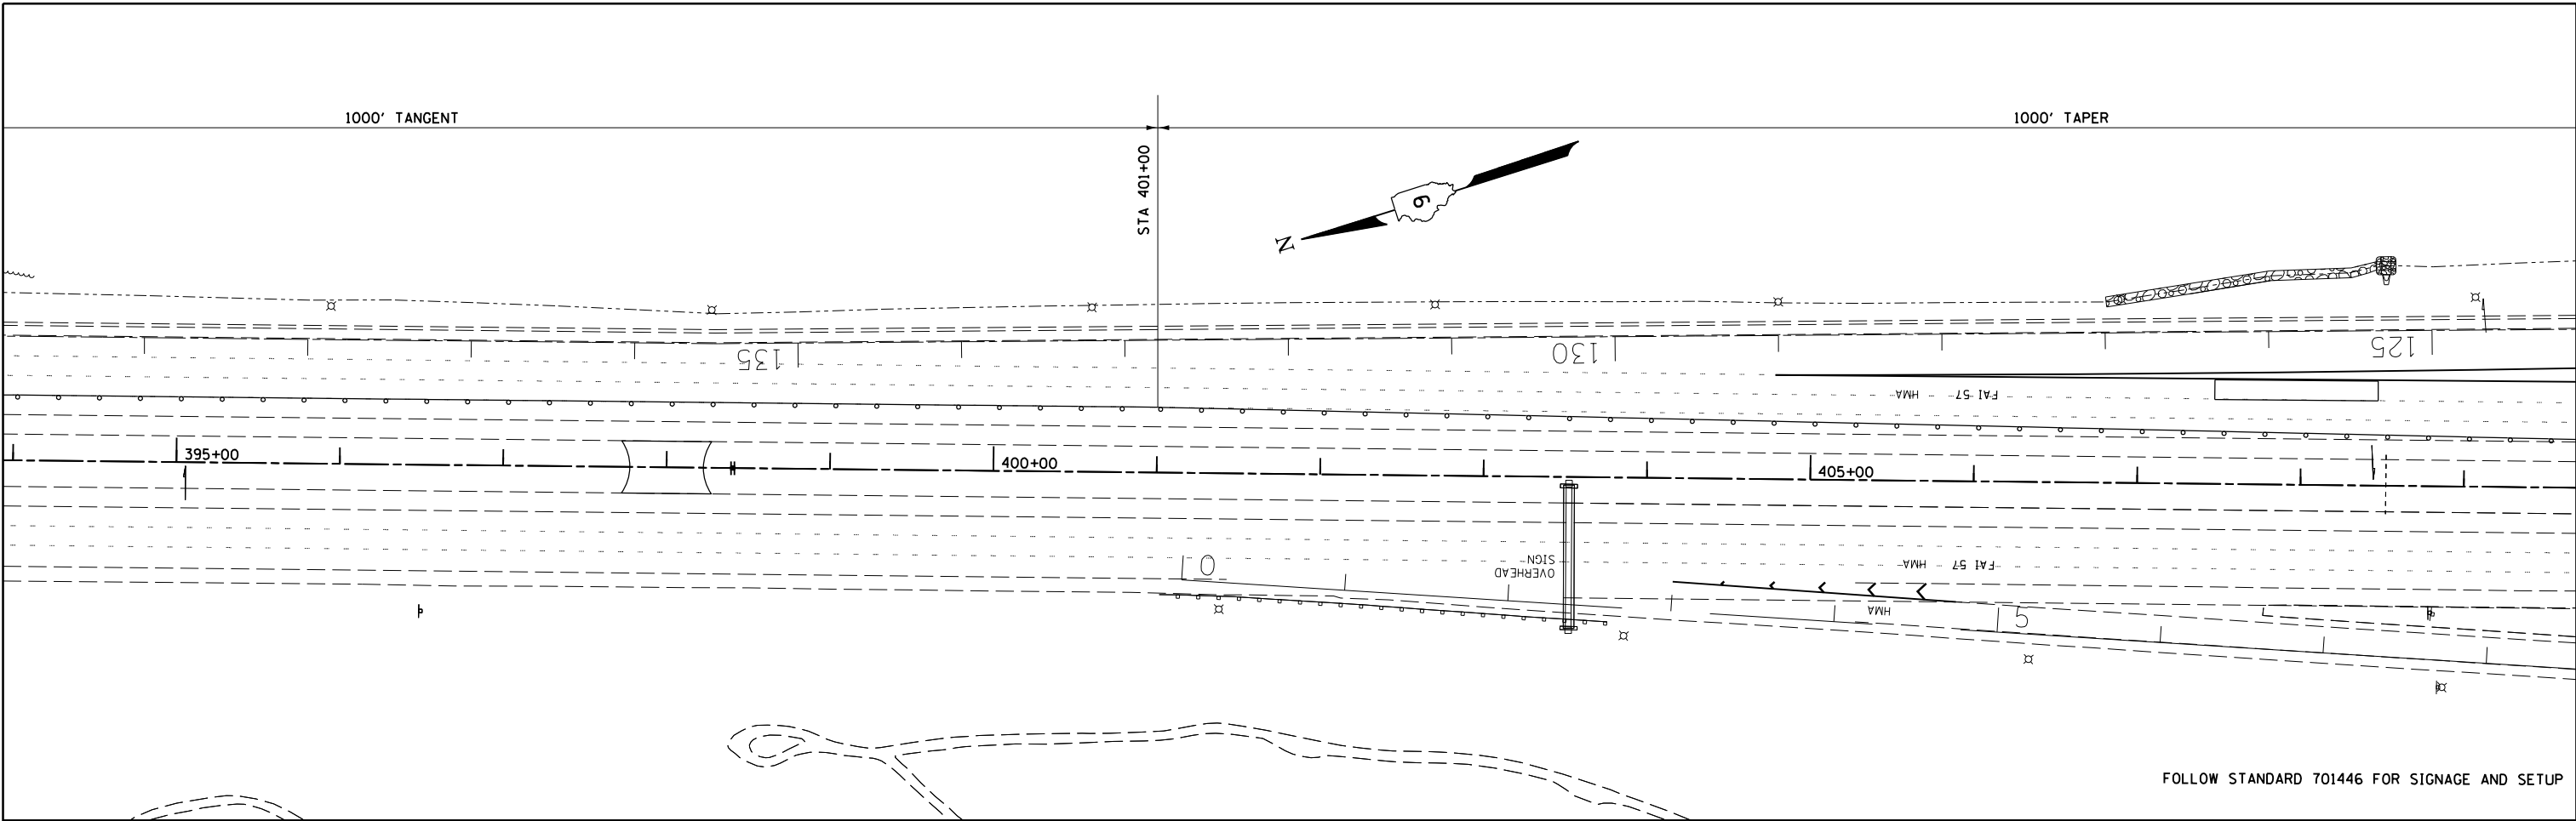 1000' TANGENT
1000' TAPER
STA 401+00
6
N
135
130
125
HMA FAI 57
395+00
400+00
405+00
0
OVERHEAD
SIGN
HMA FAI 57
HMA
5
FOLLOW STANDARD 701446 FOR SIGNAGE AND SETUP